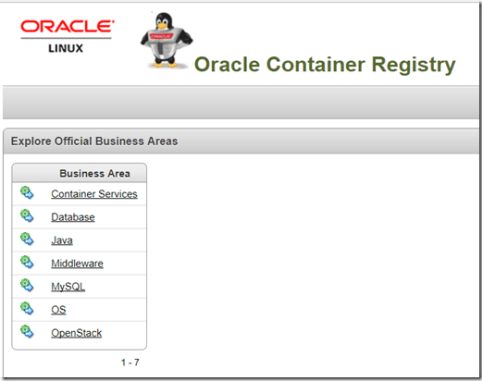 ORACLE
LINUX
Oracle Container Registry
Explore Official Business Areas
Business Area
Container Services
Database
Java
Middleware
MySQL
OS
OpenStack
1 - 7